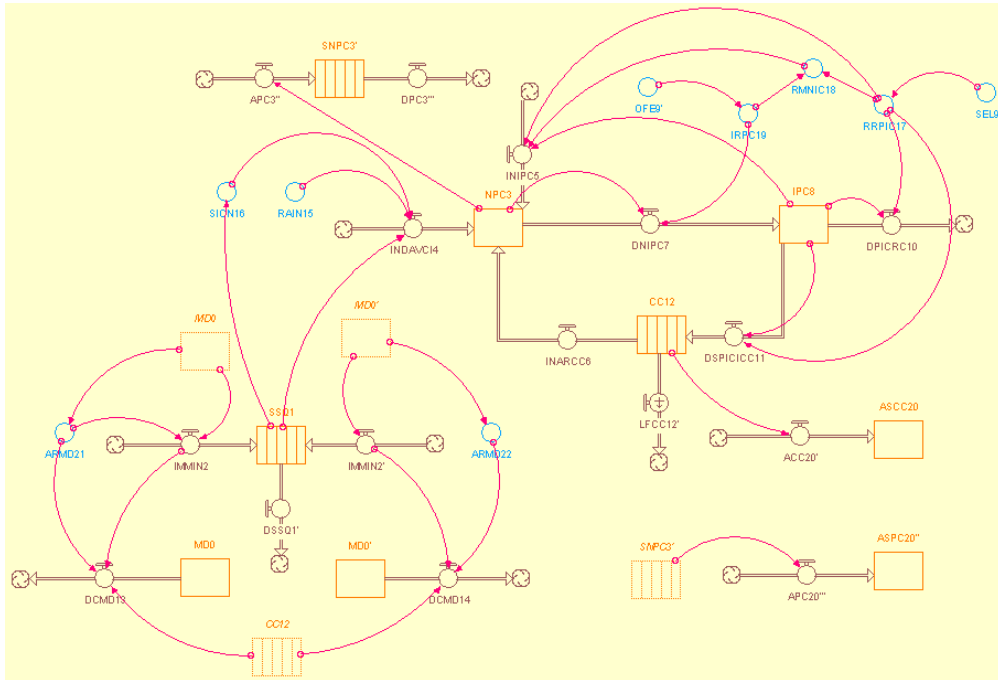 SNPC3'
APC3''
DPC3'''
RMNIC18
OFE9'
SEL9
IRPC19
RRPIC17
INIPC5
NPC3
IPC8
SION16
RAIN15
INDAVCI4
DNIPC7
DPICRC10
CC12
MD0
MD0'
INARCC6
DSPICICC11
SSQ1
LFCC12'
ASCC20
ARMD21
IMMIN2
IMMIN2'
ARMD22
ACC20'
DSSQ1'
MD0
MD0'
SNPC3'
ASPC20''
DCMD13
DCMD14
APC20'''
CC12